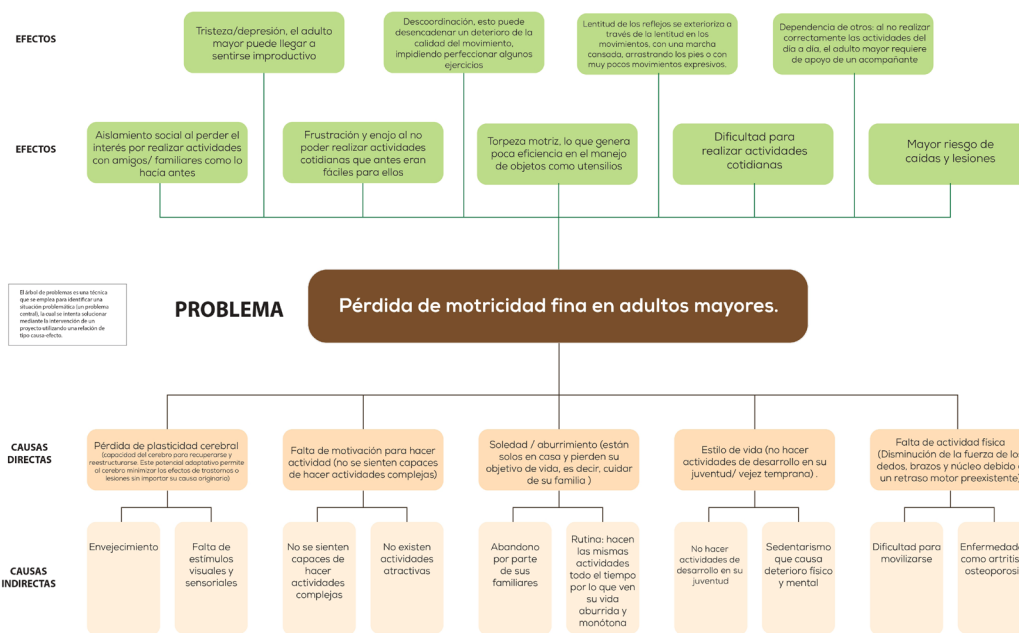 EFECTOS
Tristeza/depresión, el adulto
mayor puede llegar a
sentirse improductivo
Descoordinación, esto puede
desencadenar un deterioro de la
calidad del movimiento,
impidiendo perfeccionar algunos
ejercicios
Lentitud de los reflejos se exterioriza a
través de la lentitud en los
movimientos, con una marcha
cansada, arrastrando los pies o con
muy pocos movimientos expresivos.
Dependencia de otros: al no realizar
correctamente las actividades del
día a día, el adulto mayor requiere
de apoyo de un acompañante
EFECTOS
Aislamiento social al perder el
interés por realizar actividades
con amigos/ familiares como lo
hacía antes
Frustración y enojo al no
poder realizar actividades
cotidianas que antes eran
fáciles para ellos
Torpeza motriz, lo que genera
poca eficiencia en el manejo
de objetos como utensilios
Dificultad para
realizar actividades
cotidianas
Mayor riesgo de
caídas y lesiones
El árbol de problemas es una técnica
que se emplea para identificar una
situación problemática (un problema
central), la cual se intenta solucionar
mediante la intervención de un
proyecto utilizando una relación de
tipo causa-efecto.
PROBLEMA
Pérdida de motricidad fina en adultos mayores.
CAUSAS
DIRECTAS
Pérdida de plasticidad cerebral
(capacidad del cerebro para recuperarse y
reestructurarse. Este potencial adaptativo permite
al cerebro minimizar los efectos de trastornos o
lesiones sin importar su causa originaria)
Falta de motivación para hacer
actividad (no se sienten capaces
de hacer actividades complejas)
Soledad / aburrimiento (están
solos en casa y pierden su
objetivo de vida, es decir, cuidar
de su familia )
Estilo de vida (no hacer
actividades de desarrollo en su
juventud/ vejez temprana) .
Falta de actividad física
(Disminución de la fuerza de los
dedos, brazos y núcleo debido
un retraso motor preexistente)
CAUSAS
INDIRECTAS
Envejecimiento
Falta de
estímulos
visuales y
sensoriales
No se sienten
capaces de
hacer
actividades
complejas
No existen
actividades
atractivas
Abandono
por parte
de sus
familiares
Rutina: hacen
las mismas
actividades
todo el tiempo
por lo que ven
su vida
aburrida y
monótona
No hacer
actividades de
desarrollo en su
juventud
Sedentarismo
que causa
deterioro físico
y mental
Dificultad para
movilizarse
como artritis